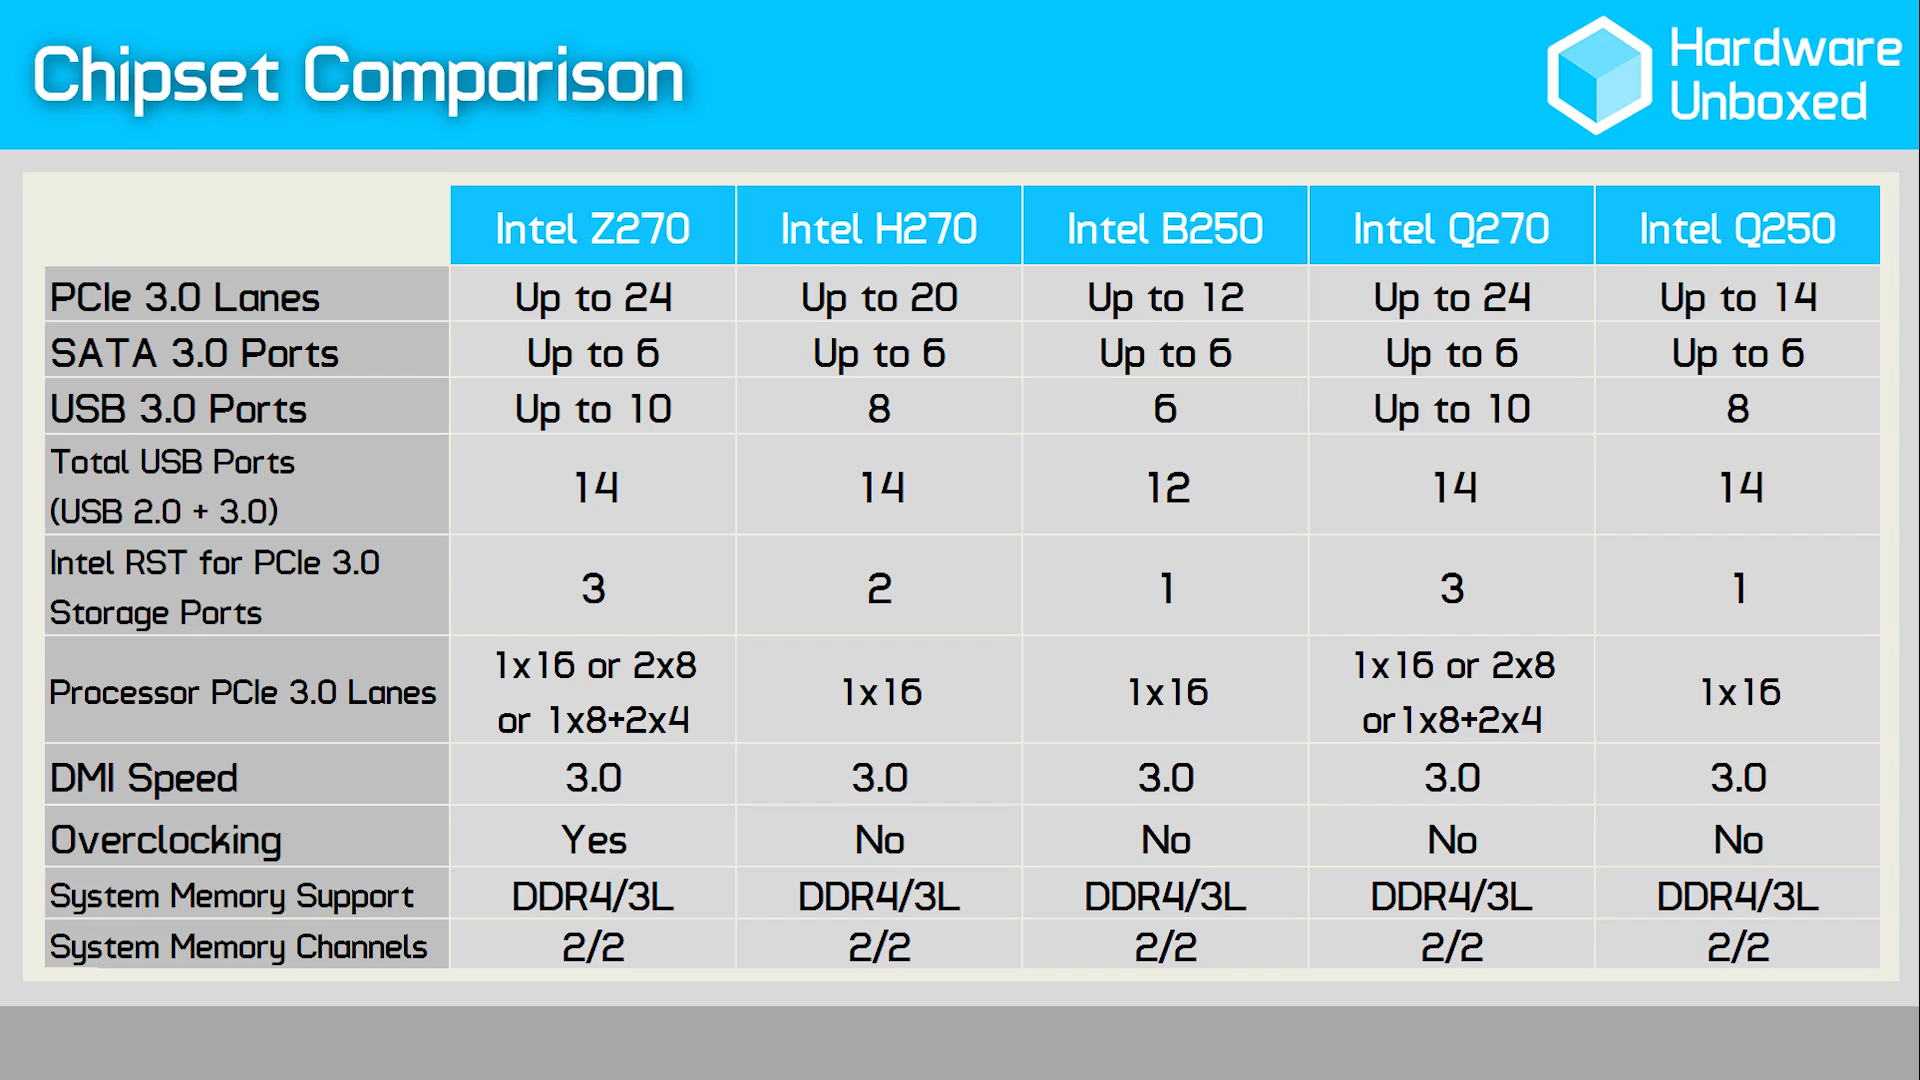 Chipset Comparison
Hardware
Unboxed
Intel Z270 Intel H270 Intel B250 Intel Q270 Intel Q250
PCIe 3.0 Lanes Up to 24 Up to 20 Up to 12 Up to 24 Up to 14
SATA 3.0 Ports Up to 6 Up to 6 Up to 6 Up to 6 Up to 6
USB 3.0 Ports Up to 10 8 6 Up to 10 8
Total USB Ports
(USB 2.0 + 3.0) 14 14 12 14 14
Intel RST for PCIe 3.0
Storage Ports 3 2 1 3 1
Processor PCIe 3.0 Lanes 1x16 or 2x8
or 1x8+2x4 1x16 1x16 1x16 or 2x8
or1x8+2x4 1x16
DMI Speed 3.0 3.0 3.0 3.0 3.0
Overclocking Yes No No No No
System Memory Support DDR4/3L DDR4/3L DDR4/3L DDR4/3L DDR4/3L
System Memory Channels 2/2 2/2 2/2 2/2 2/2